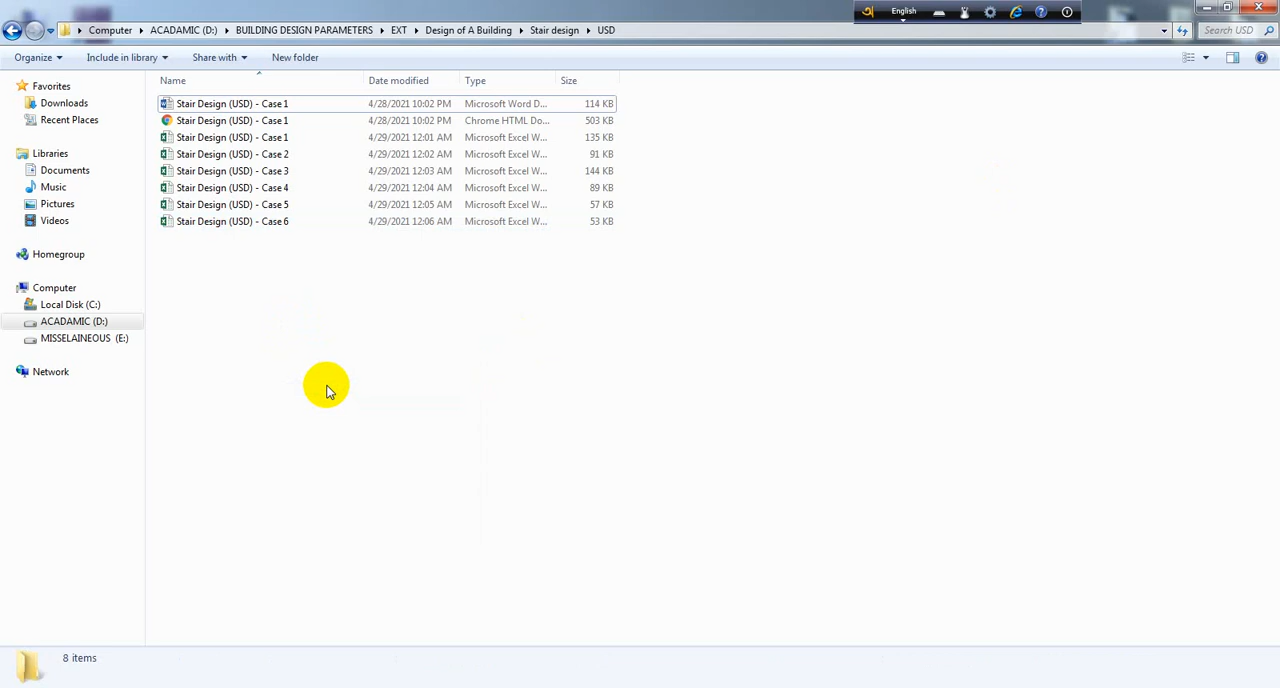 English
Computer ACADAMIC (D:) BUILDING DESIGN PARAMETERS EXT Design of A Building Stair design USD Search USD
Organize Include in library Share with New folder
Favorites
Downloads
Recent Places
Libraries
Documents
Music
Pictures
Videos
Homegroup
Computer
Local Disk (C:)
ACADAMIC (D:)
MISSELAINEOUS (E:)
Network
Name Date modified Type Size
Stair Design (USD) - Case 1 4/28/2021 10:02 PM Microsoft Word D... 114 KB
Stair Design (USD) - Case 1 4/28/2021 10:02 PM Chrome HTML Do... 503 KB
Stair Design (USD) - Case 1 4/29/2021 12:01 AM Microsoft Excel W... 135 KB
Stair Design (USD) - Case 2 4/29/2021 12:02 AM Microsoft Excel W... 91 KB
Stair Design (USD) - Case 3 4/29/2021 12:03 AM Microsoft Excel W... 144 KB
Stair Design (USD) - Case 4 4/29/2021 12:04 AM Microsoft Excel W... 89 KB
Stair Design (USD) - Case 5 4/29/2021 12:05 AM Microsoft Excel W... 57 KB
Stair Design (USD) - Case 6 4/29/2021 12:06 AM Microsoft Excel W... 53 KB
8 items